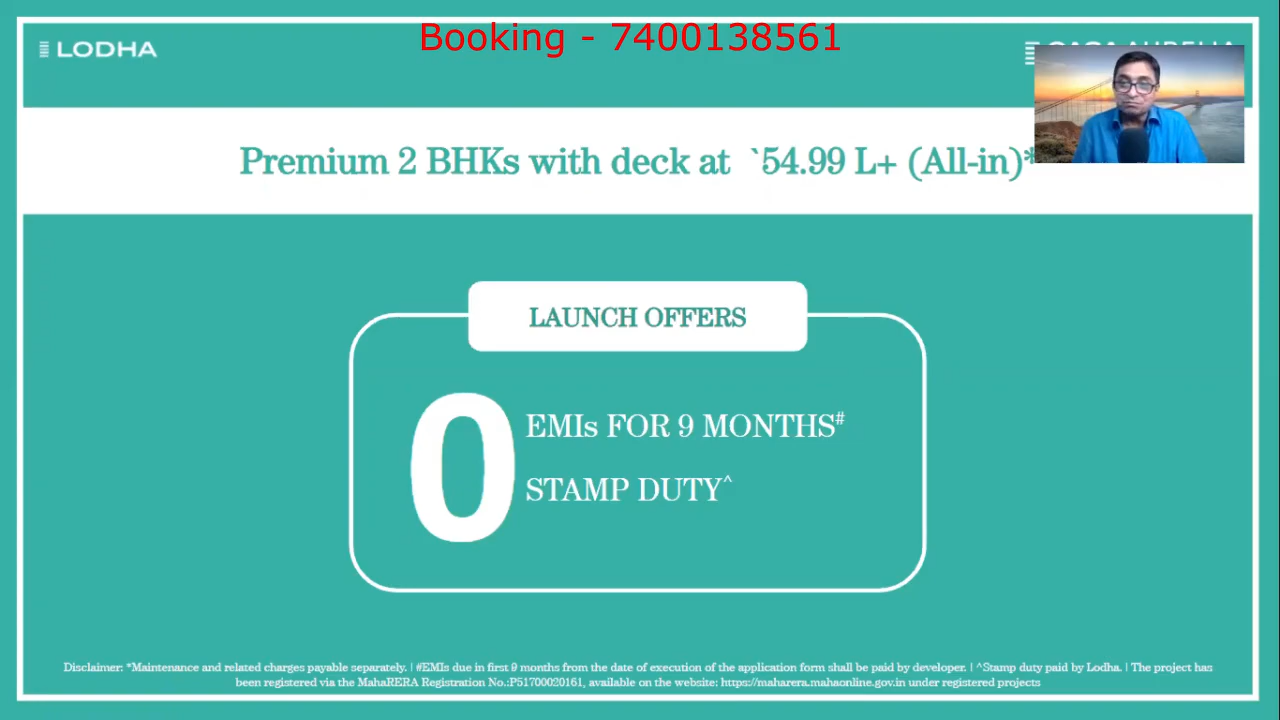 Booking - 7400138561
LODHA
Premium 2 BHKs with deck at `54.99 L+ (All-in)*
LAUNCH OFFERS
0
EMIs FOR 9 MONTHS#
STAMP DUTY^
Disclaimer: *Maintenance and related charges payable separately. | #EMIs due in first 9 months from the date of execution of the application form shall be paid by developer. | ^Stamp duty paid by Lodha. | The project has
been registered via the MahaRERA Registration No.:P51700020161, available on the website: https://maharera.mahaonline.gov.in under registered projects